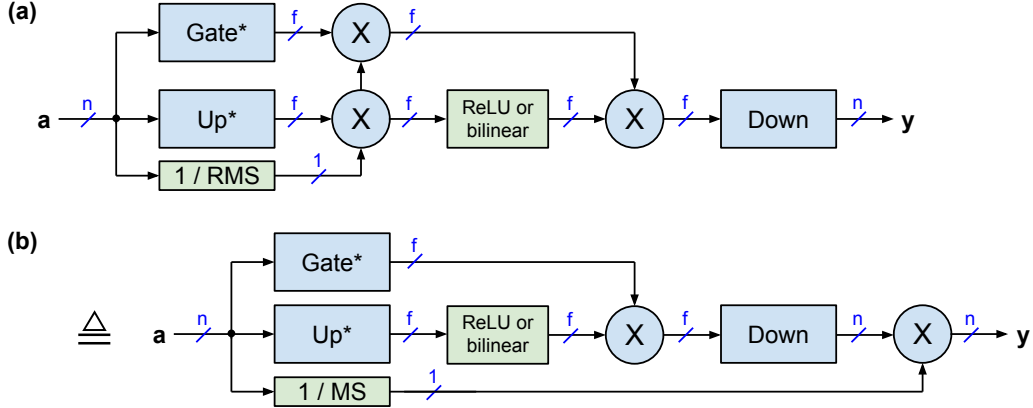 (a)
Gate* f X f
n f f ReLU or f f n
a Up* X bilinear X Down y
1 / RMS 1
(b)
Gate* f
n f ReLU or f f n n
≜ a Up* bilinear X Down X y
1 / MS 1